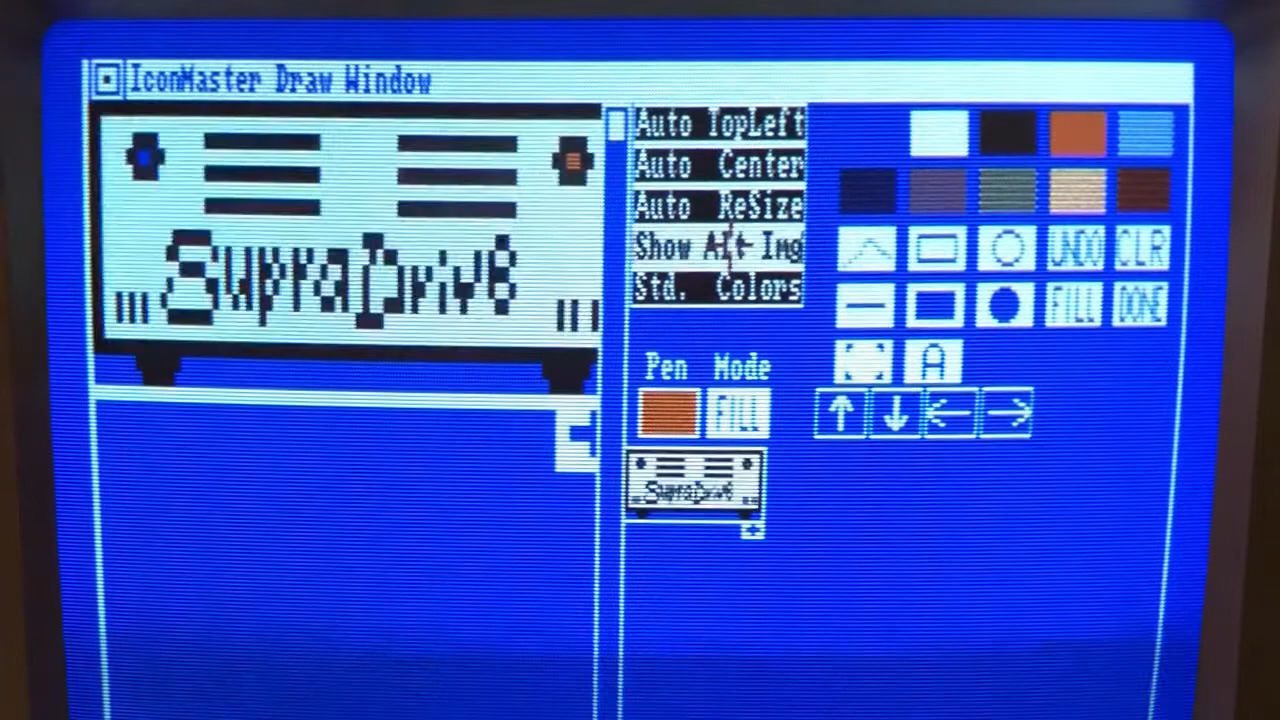 IconMaster Draw Window
Auto TopLeft
Auto Center
Auto ReSize
Show Alt Img
Std. Colors
UNDO CLR
FILL DONE
A
Pen Mode
FILL
SupraDrive
SupraDrive